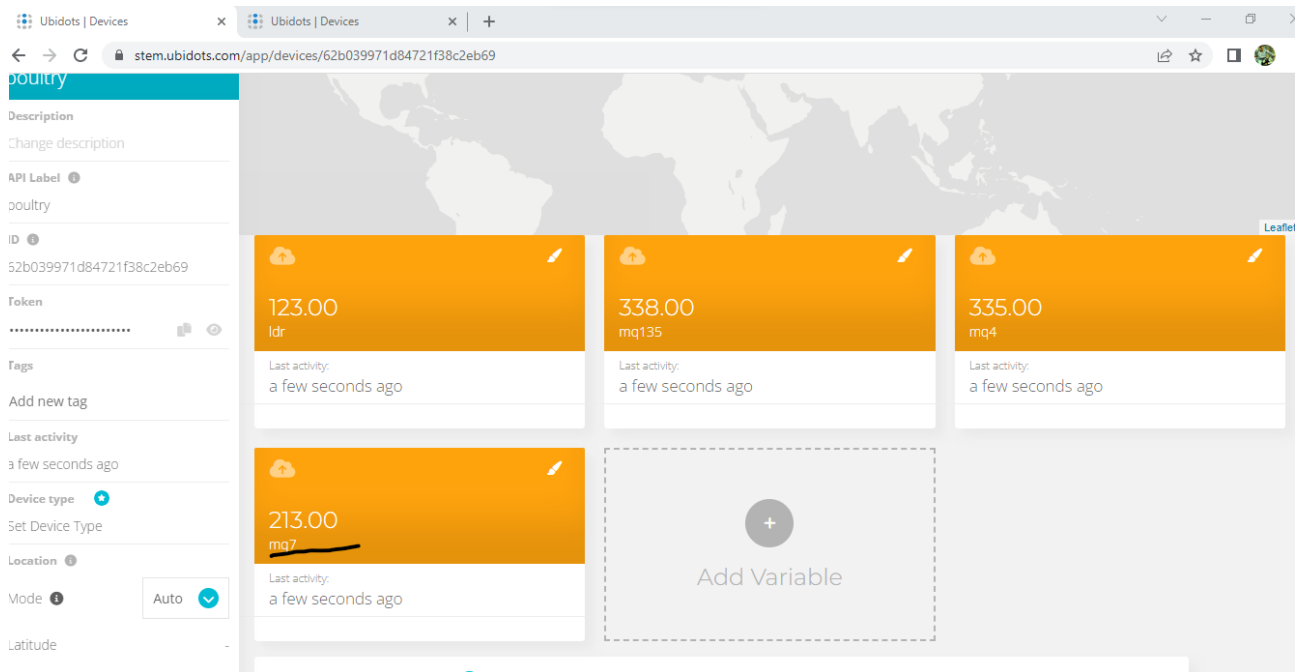 Ubidots | Devices
Ubidots | Devices
stem.ubidots.com/app/devices/62b039971d84721f38c2eb69
poultry
Description
Change description
API Label
poultry
ID
62b039971d84721f38c2eb69
Token
Tags
Add new tag
Last activity
a few seconds ago
Device type
Set Device Type
Location
Mode
Auto
Latitude
-
Leaflet
123.00
ldr
Last activity:
a few seconds ago
338.00
mq135
Last activity:
a few seconds ago
335.00
mq4
Last activity:
a few seconds ago
213.00
mq7
Last activity:
a few seconds ago
Add Variable